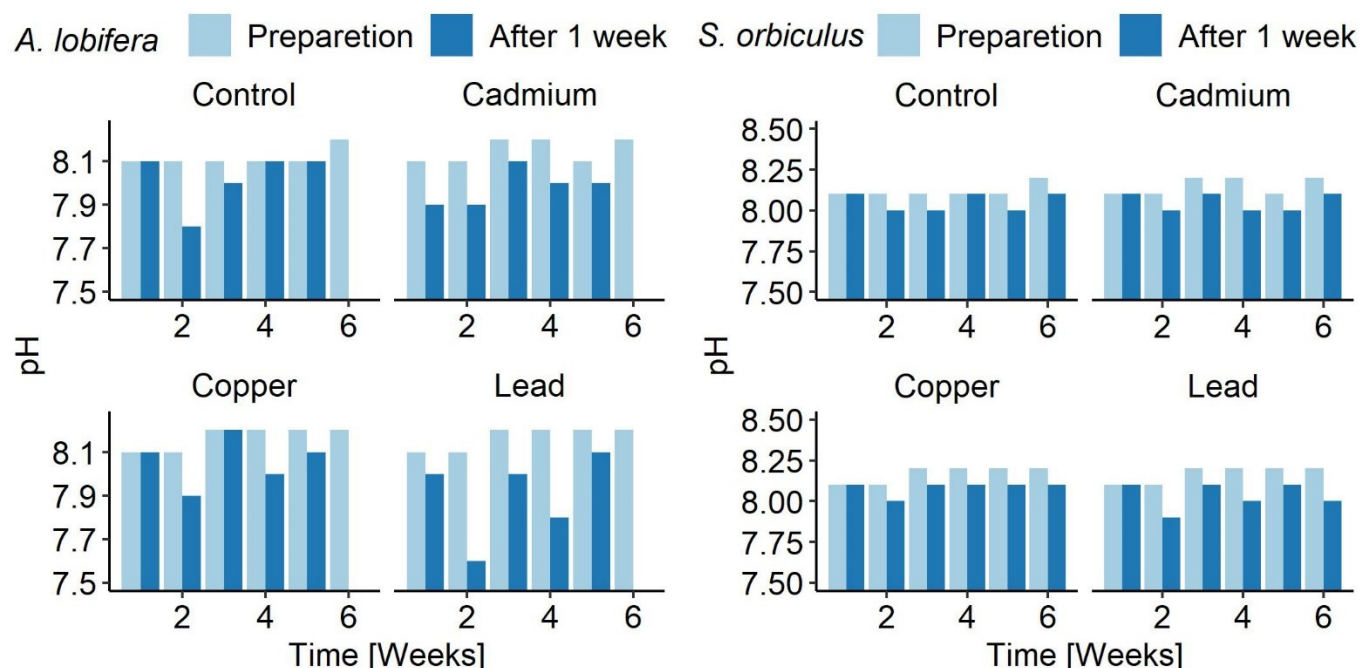 A. lobifera Preparetion After 1 week
Control Cadmium
8.1
7.9
7.7
7.5
2 4 6 2 4 6
Copper Lead
8.1
7.9
7.7
7.5
2 4 6 2 4 6
pH
Time [Weeks]
S. orbiculus Preparetion After 1 week
Control Cadmium
8.50
8.25
8.00
7.75
7.50
2 4 6 2 4 6
Copper Lead
8.50
8.25
8.00
7.75
7.50
2 4 6 2 4 6
pH
Time [Weeks]